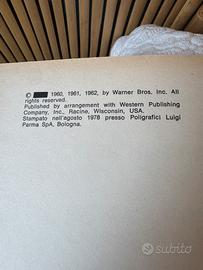 © 1960, 1961, 1962, by Warner Bros. Inc. All
rights reserved.
Published by arrangement with Western Publishing
Company, Inc., Racine, Wisconsin, USA.
Stampato nell'agosto 1978 presso Poligrafici Luigi
Parma SpA, Bologna.
subito